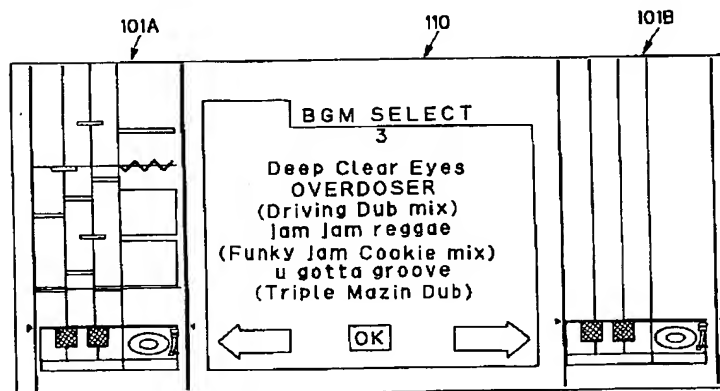 101A
110
101B
BGM SELECT
3
Deep Clear Eyes
OVERDOSER
(Driving Dub mix)
Jam Jam reggae
(Funky Jam Cookie mix)
u gotta groove
(Triple Mazin Dub)
OK